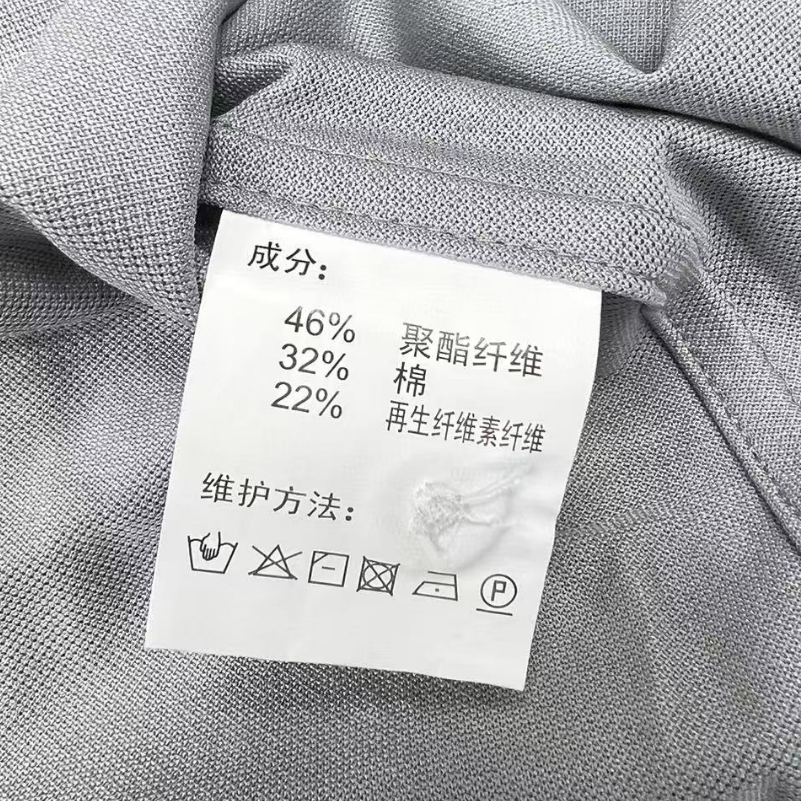 成分：
46% 聚酯纤维
32% 棉
22% 再生纤维素纤维
维护方法：
P